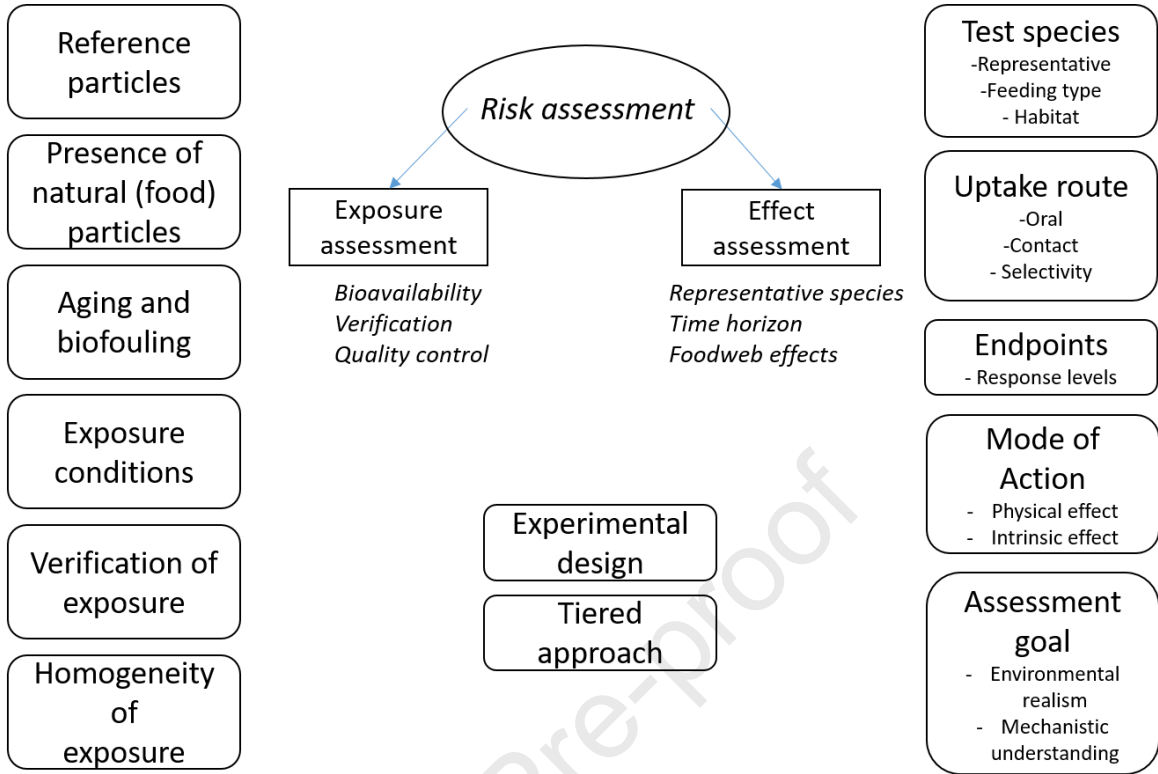 Reference
particles
Presence of
natural (food)
particles
Aging and
biofouling
Exposure
conditions
Verification of
exposure
Homogeneity
of
exposure
Risk assessment
Exposure
assessment
Bioavailability
Verification
Quality control
Effect
assessment
Representative species
Time horizon
Foodweb effects
Experimental
design
Tiered
approach
Pre-proof
Test species
-Representative
-Feeding type
- Habitat
Uptake route
-Oral
-Contact
- Selectivity
Endpoints
- Response levels
Mode of
Action
- Physical effect
- Intrinsic effect
Assessment
goal
- Environmental
realism
- Mechanistic
understanding